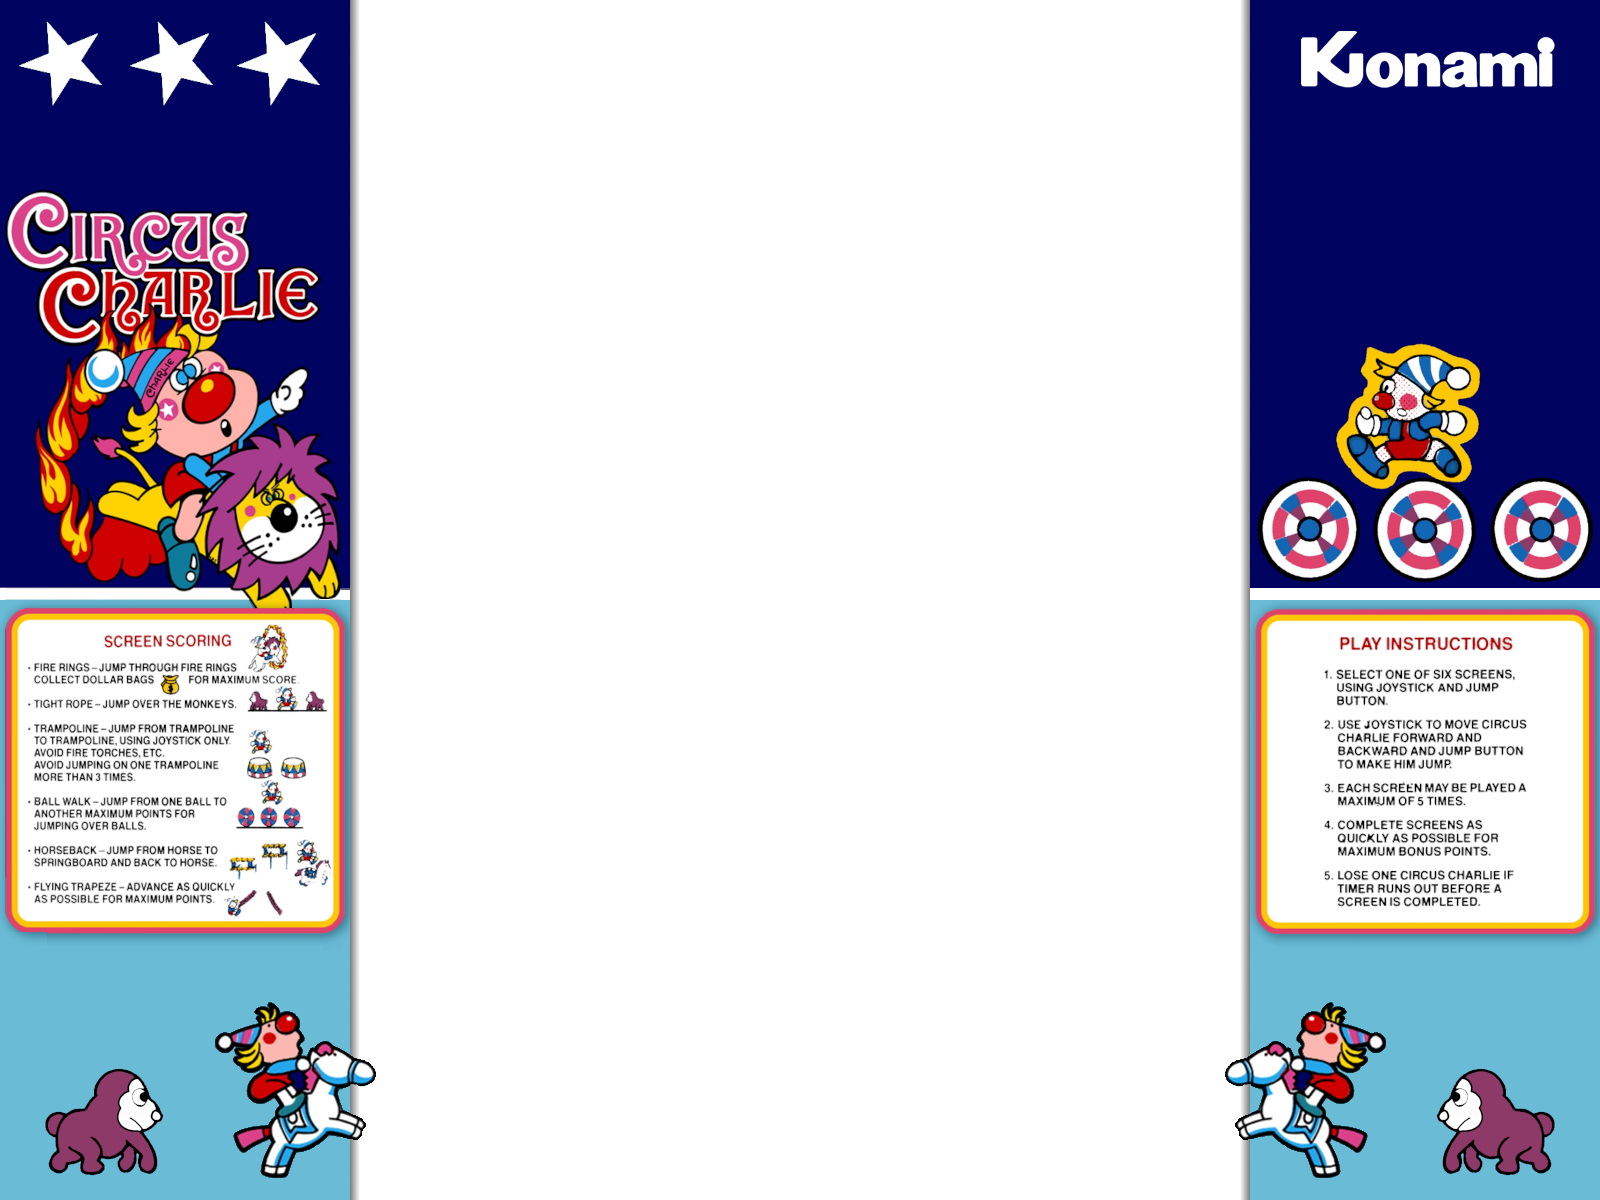 CIRCUS
CHARLIE
CHARLIE
SCREEN SCORING
• FIRE RINGS – JUMP THROUGH FIRE RINGS
COLLECT DOLLAR BAGS $ FOR MAXIMUM SCORE.
• TIGHT ROPE – JUMP OVER THE MONKEYS.
• TRAMPOLINE – JUMP FROM TRAMPOLINE
TO TRAMPOLINE, USING JOYSTICK ONLY.
AVOID FIRE TORCHES, ETC.
AVOID JUMPING ON ONE TRAMPOLINE
MORE THAN 3 TIMES.
• BALL WALK – JUMP FROM ONE BALL TO
ANOTHER MAXIMUM POINTS FOR
JUMPING OVER BALLS.
• HORSEBACK – JUMP FROM HORSE TO
SPRINGBOARD AND BACK TO HORSE.
• FLYING TRAPEZE – ADVANCE AS QUICKLY
AS POSSIBLE FOR MAXIMUM POINTS.
Konami
PLAY INSTRUCTIONS
1. SELECT ONE OF SIX SCREENS,
USING JOYSTICK AND JUMP
BUTTON.
2. USE JOYSTICK TO MOVE CIRCUS
CHARLIE FORWARD AND
BACKWARD AND JUMP BUTTON
TO MAKE HIM JUMP.
3. EACH SCREEN MAY BE PLAYED A
MAXIMUM OF 5 TIMES.
4. COMPLETE SCREENS AS
QUICKLY AS POSSIBLE FOR
MAXIMUM BONUS POINTS.
5. LOSE ONE CIRCUS CHARLIE IF
TIMER RUNS OUT BEFORE A
SCREEN IS COMPLETED.